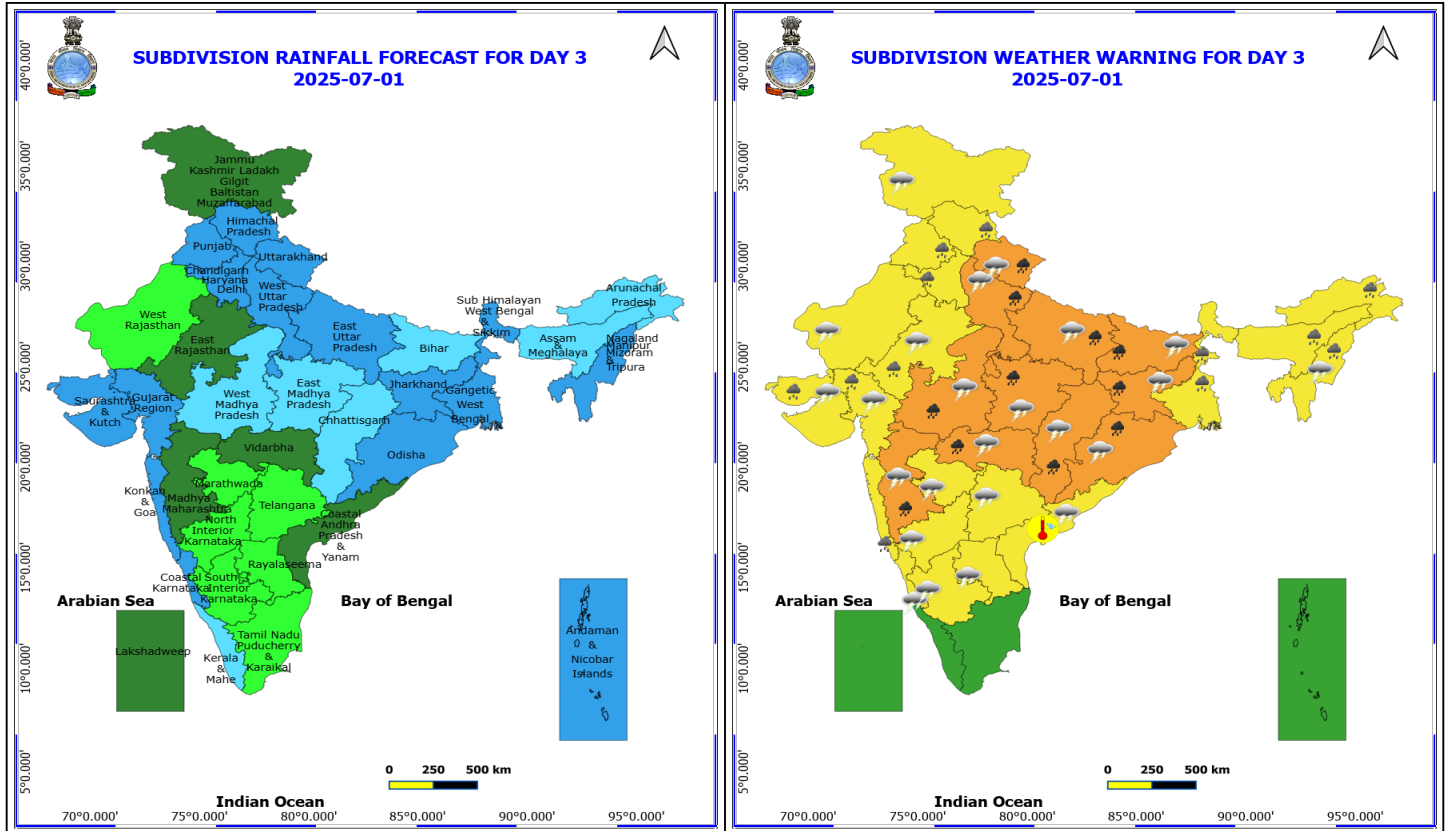 SUBDIVISION RAINFALL FORECAST FOR DAY 3
2025-07-01
40°0.000'
35°0.000'
30°0.000'
25°0.000'
20°0.000'
15°0.000'
10°0.000'
5°0.000'
Jammu
Kashmir Ladakh
Gilgit
Baltistan
Muzaffarabad
Himachal
Pradesh
Punjab
Uttarakhand
Chandigarh
Haryana
Delhi
West
Uttar
Pradesh
West
Rajasthan
East
Rajasthan
East
Uttar
Pradesh
Sub Himalayan
West Bengal
&
Sikkim
Arunachal
Pradesh
Assam
&
Meghalaya
Nagaland
Manipur
Mizoram
&
Tripura
Bihar
Jharkhand
Gangetic
West
Bengal
Saurashtra
&
Kutch
Gujarat
Region
West
Madhya
Pradesh
East
Madhya
Pradesh
Chhattisgarh
Odisha
Vidarbha
Konkan
&
Goa
Madhya
Maharashtra
Marathwada
Telangana
North
Interior
Karnataka
Coastal
Andhra
Pradesh
&
Yanam
Rayalaseema
Coastal
Karnataka
South
Interior
Karnataka
Tamil Nadu
Puducherry
&
Karaikal
Kerala
&
Mahe
Lakshadweep
Andaman
&
Nicobar
Islands
Arabian Sea
Bay of Bengal
Indian Ocean
0 250 500 km
70°0.000' 75°0.000' 80°0.000' 85°0.000' 90°0.000' 95°0.000'
SUBDIVISION WEATHER WARNING FOR DAY 3
2025-07-01
40°0.000'
35°0.000'
30°0.000'
25°0.000'
20°0.000'
15°0.000'
10°0.000'
5°0.000'
Arabian Sea
Bay of Bengal
Indian Ocean
0 250 500 km
70°0.000' 75°0.000' 80°0.000' 85°0.000' 90°0.000' 95°0.000'